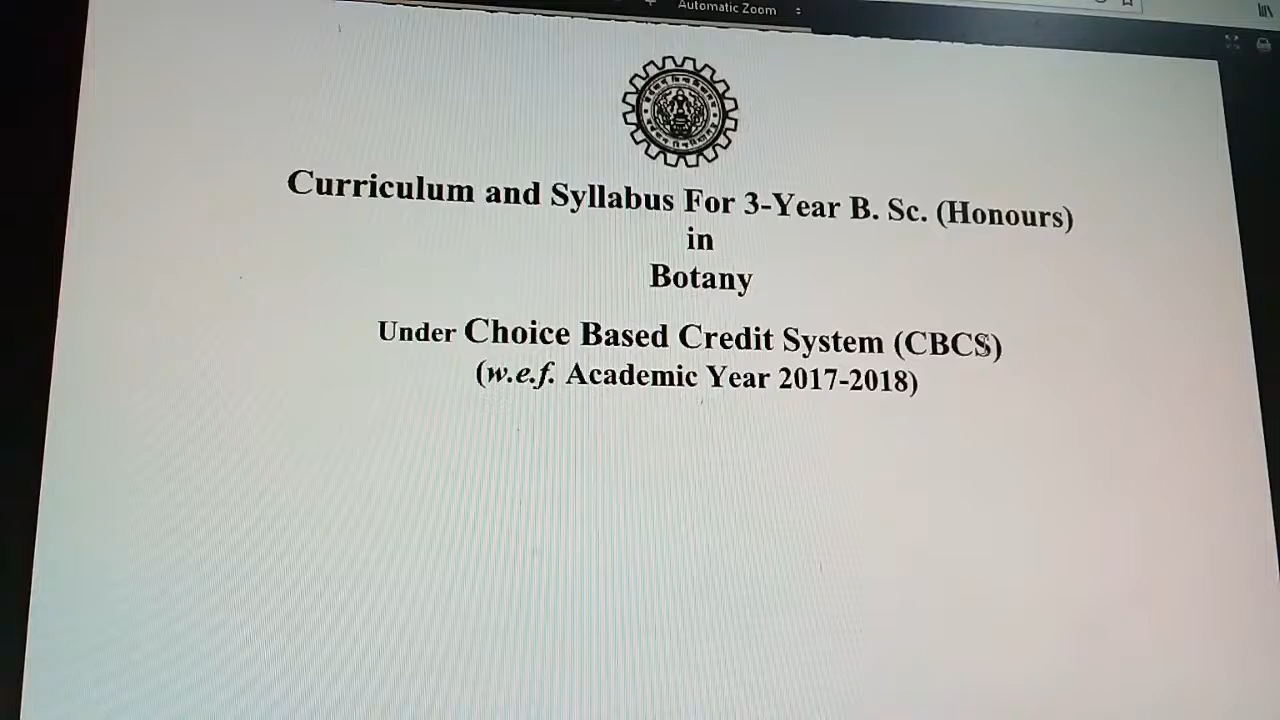 Automatic Zoom
Curriculum and Syllabus For 3-Year B. Sc. (Honours)
in
Botany
Under Choice Based Credit System (CBCS)
(w.e.f. Academic Year 2017-2018)